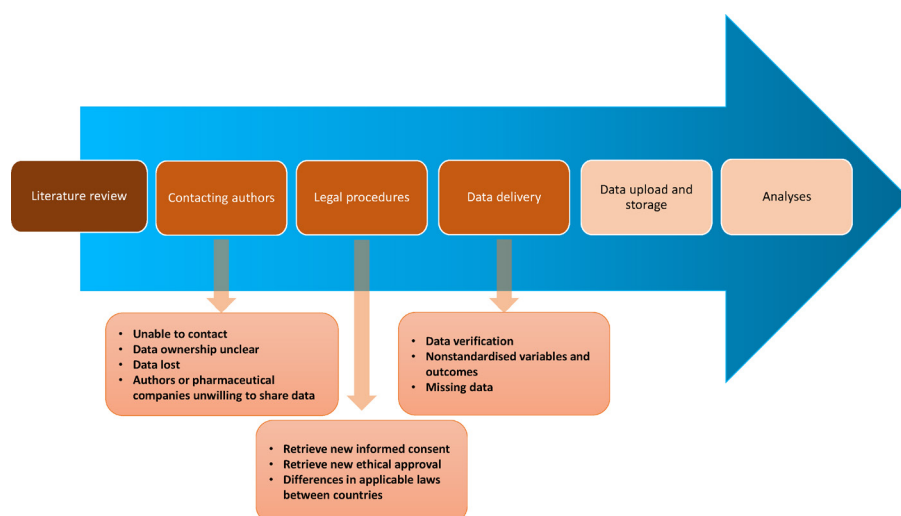 Literature review
Contacting authors
Legal procedures
Data delivery
Data upload and
storage
Analyses
• Unable to contact
• Data ownership unclear
• Data lost
• Authors or pharmaceutical
companies unwilling to share data
• Data verification
• Nonstandardised variables and
outcomes
• Missing data
• Retrieve new informed consent
• Retrieve new ethical approval
• Differences in applicable laws
between countries